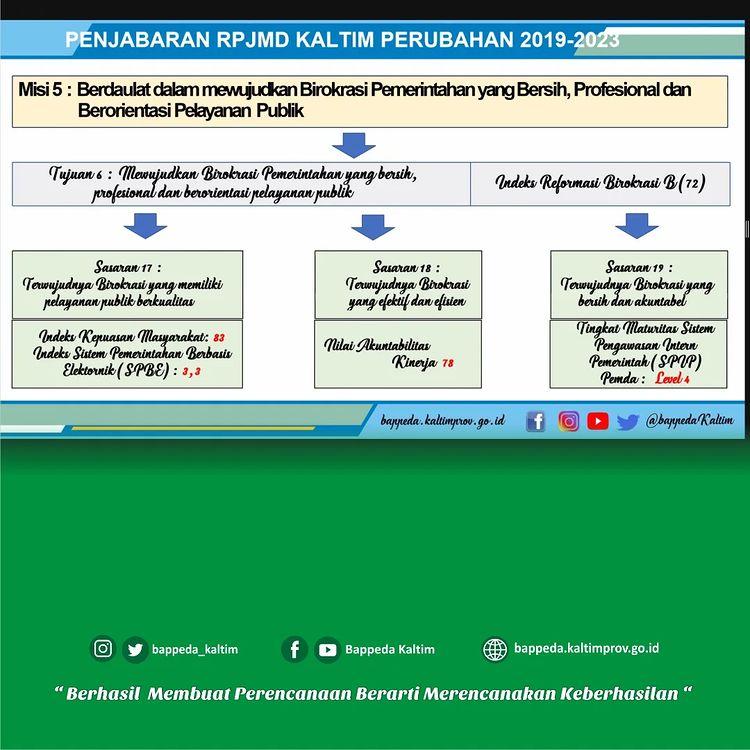 PENJABARAN RPJMD KALTIM PERUBAHAN 2019-2023
Misi 5 : Berdaulat dalam mewujudkan Birokrasi Pemerintahan yang Bersih, Profesional dan
Berorientasi Pelayanan Publik
Tujuan 6 : Mewujudkan Birokrasi Pemerintahan yang bersih,
profesional dan berorientasi pelayanan publik
Indeks Reformasi Birokrasi B (72)
Sasaran 17 :
Terwujudnya Birokrasi yang memiliki
pelayanan publik berkualitas
Indeks Kepuasan Masyarakat: 83
Indeks Sistem Pemerintahan Berbasis
Elektornik (SPBE) : 3,3
Sasaran 18 :
Terwujudnya Birokrasi
yang efektif dan efisien
Nilai Akuntabilitas
Kinerja 78
Sasaran 19 :
Terwujudnya Birokrasi yang
bersih dan akuntabel
Tingkat Maturitas Sistem
Pengawasan Intern
Pemerintah (SPIP)
Pemda : Level 4
bappeda.kaltimprov.go.id
@bappedaKaltim
bappeda_kaltim
Bappeda Kaltim
bappeda.kaltimprov.go.id
“ Berhasil Membuat Perencanaan Berarti Merencanakan Keberhasilan “